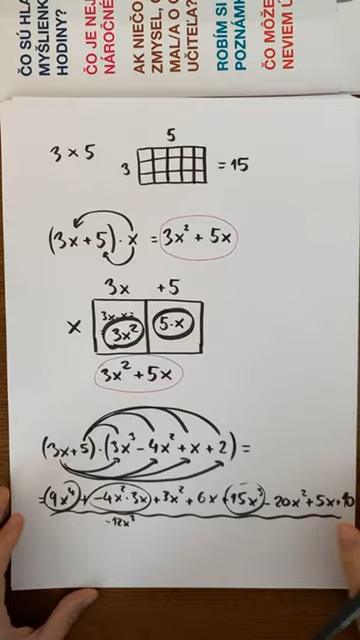 ČO SÚ HLA
MYŠLIENK
HODINY?
ČO JE NEJ
NÁROČNÉ
AK NIEČO
ZMYSEL,
MAL/A O
UČITEĽA?
ROBÍM SI
POZNÁMK
ČO MÔŽE
NEVIEM Ú
3 × 5
5
3
= 15
(3x+5)·x = 3x² + 5x
3x +5
x
3x²
5·x
3x² + 5x
(3x+5)·(3x³ - 4x² + x + 2) =
= 9x⁴ + -4x²·3x + 3x² + 6x + 15x³ - 20x² + 5x + 10
-12x³